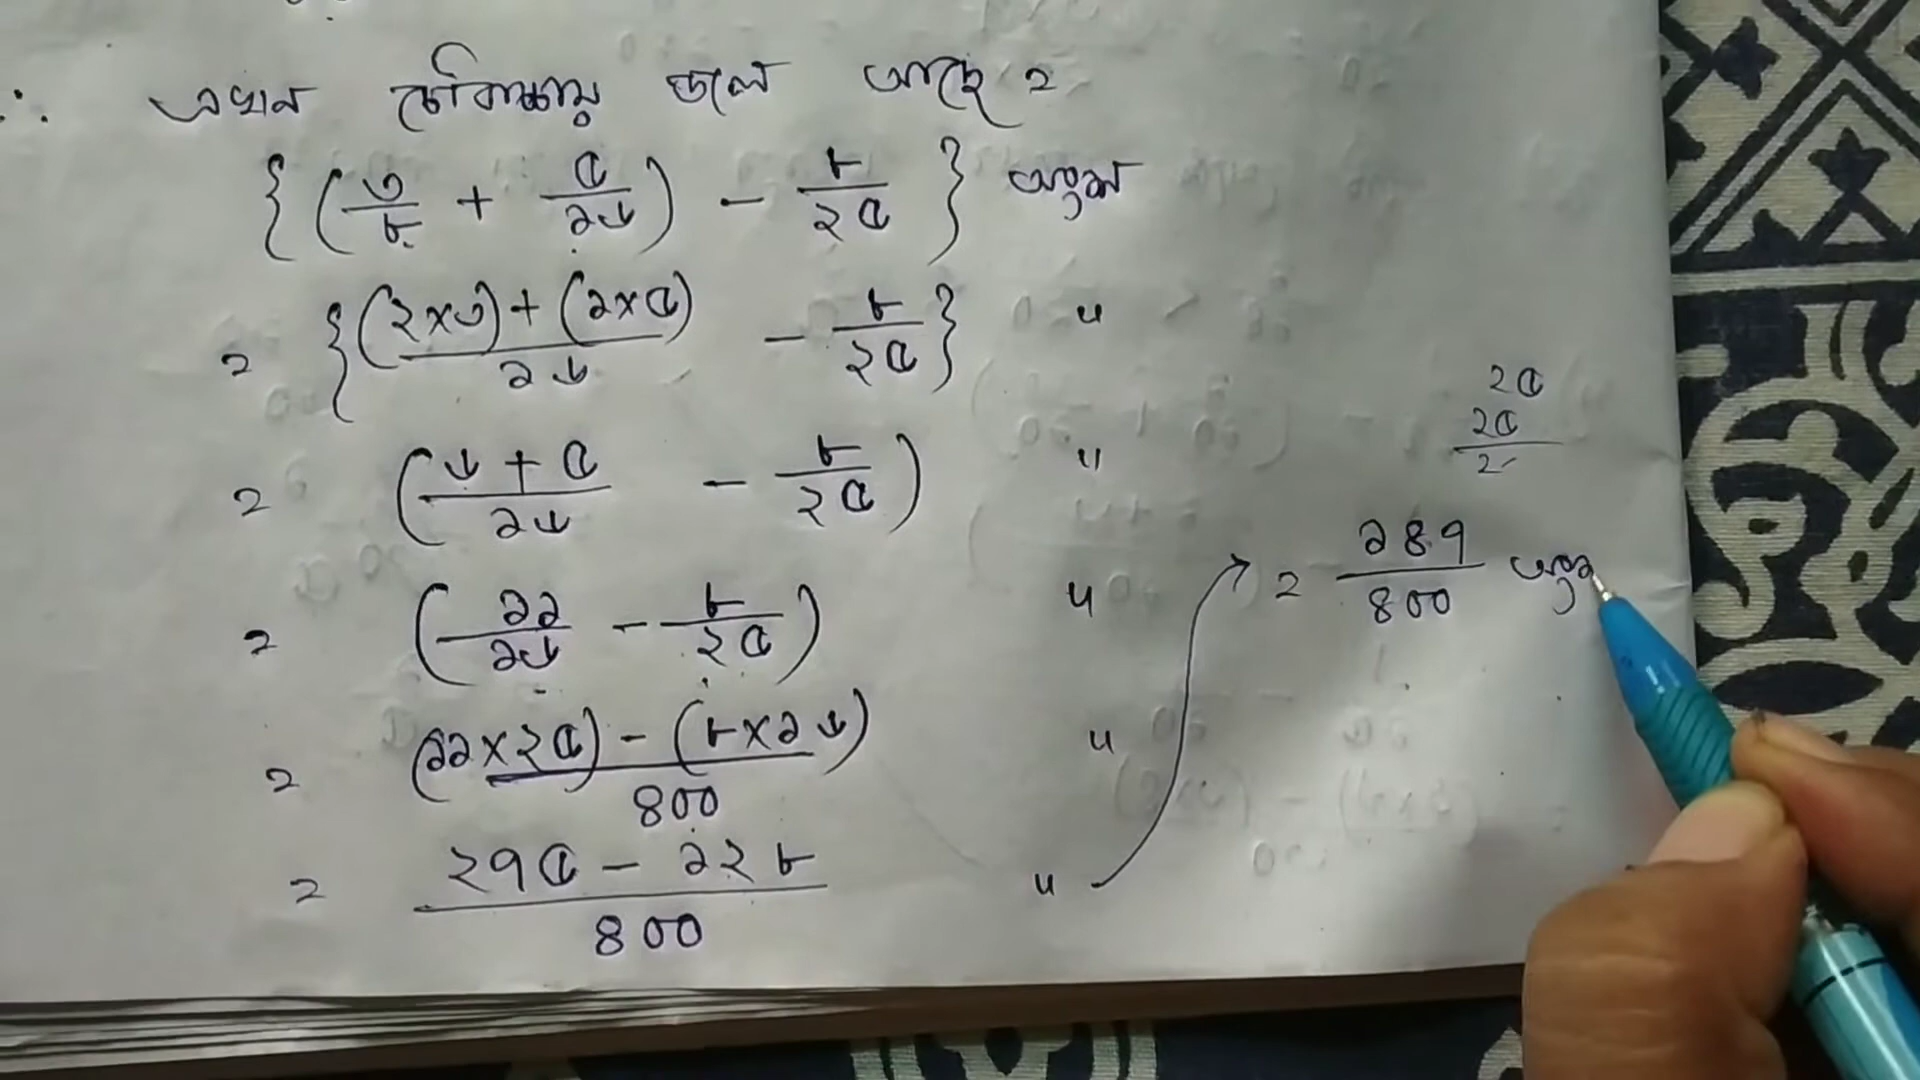 ∴ এখন চৌবাচ্চায় জল আছে =
{(৩/৮ + ৫/১৬) - ৮/২৫} অংশ
= {(২×৩)+(১×৫)/১৬ - ৮/২৫} "
= (৬+৫/১৬ - ৮/২৫) "
= (১১/১৬ - ৮/২৫) "
= (১১×২৫) - (৮×১৬)/৪০০ "
= ২৭৫ - ১২৮/৪০০ "
২৫
২৫
= ১৪৭/৪০০ অংশ